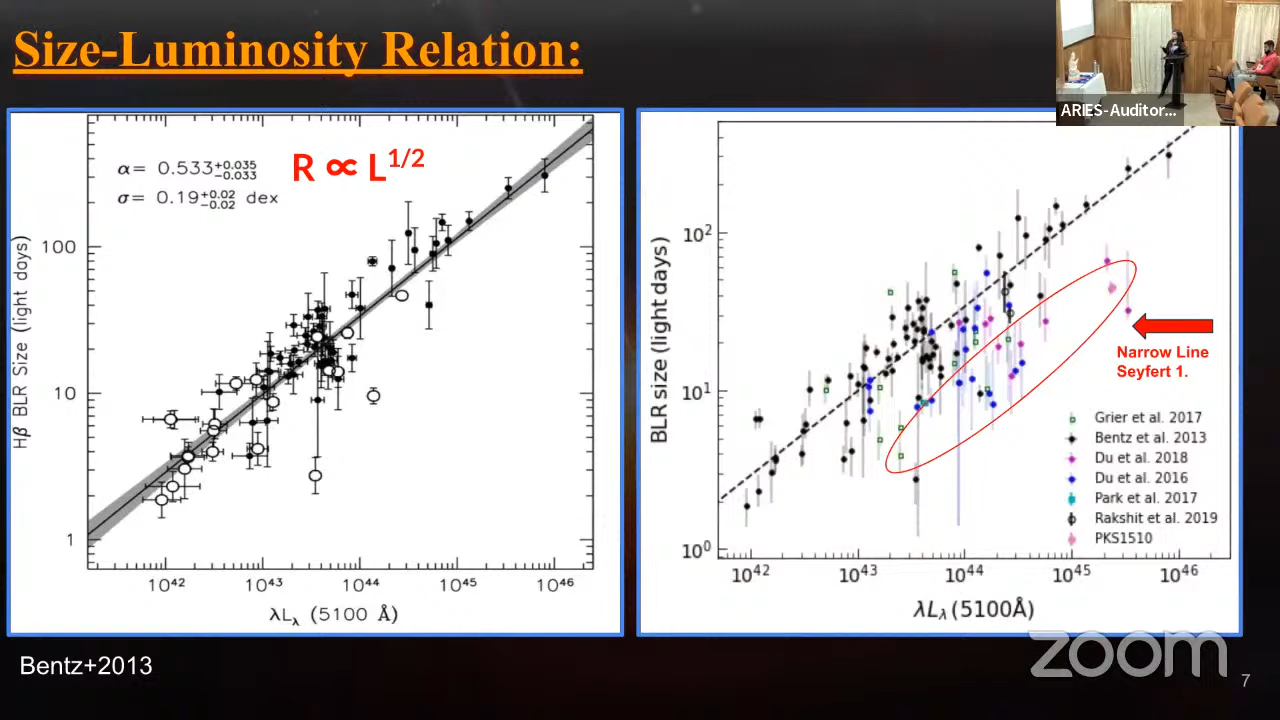 Size-Luminosity Relation:
ARIES-Auditor...
α= 0.533+0.035 -0.033
σ= 0.19+0.02 -0.02 dex
R ∝ L1/2
Hβ BLR Size (light days)
100
10
1
10^42 10^43 10^44 10^45 10^46
λLλ (5100 Å)
BLR size (light days)
10^2
10^1
10^0
Narrow Line
Seyfert 1.
Grier et al. 2017
Bentz et al. 2013
Du et al. 2018
Du et al. 2016
Park et al. 2017
Rakshit et al. 2019
PKS1510
10^42 10^43 10^44 10^45 10^46
λLλ(5100Å)
zoom
Bentz+2013
7